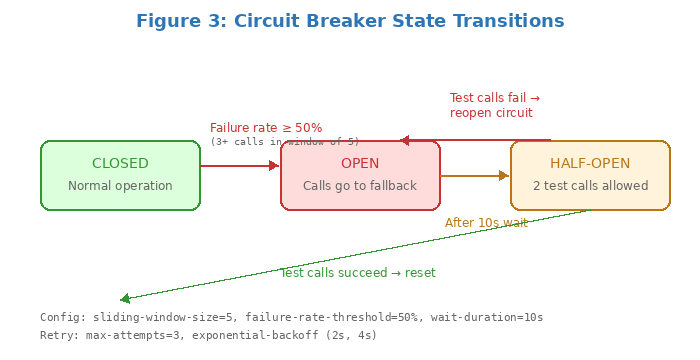 Figure 3: Circuit Breaker State Transitions
Test calls fail →
reopen circuit
Failure rate ≥ 50%
(3+ calls in window of 5)
CLOSED
Normal operation
OPEN
Calls go to fallback
HALF-OPEN
2 test calls allowed
After 10s wait
Test calls succeed → reset
Config: sliding-window-size=5, failure-rate-threshold=50%, wait-duration=10s
Retry: max-attempts=3, exponential-backoff (2s, 4s)